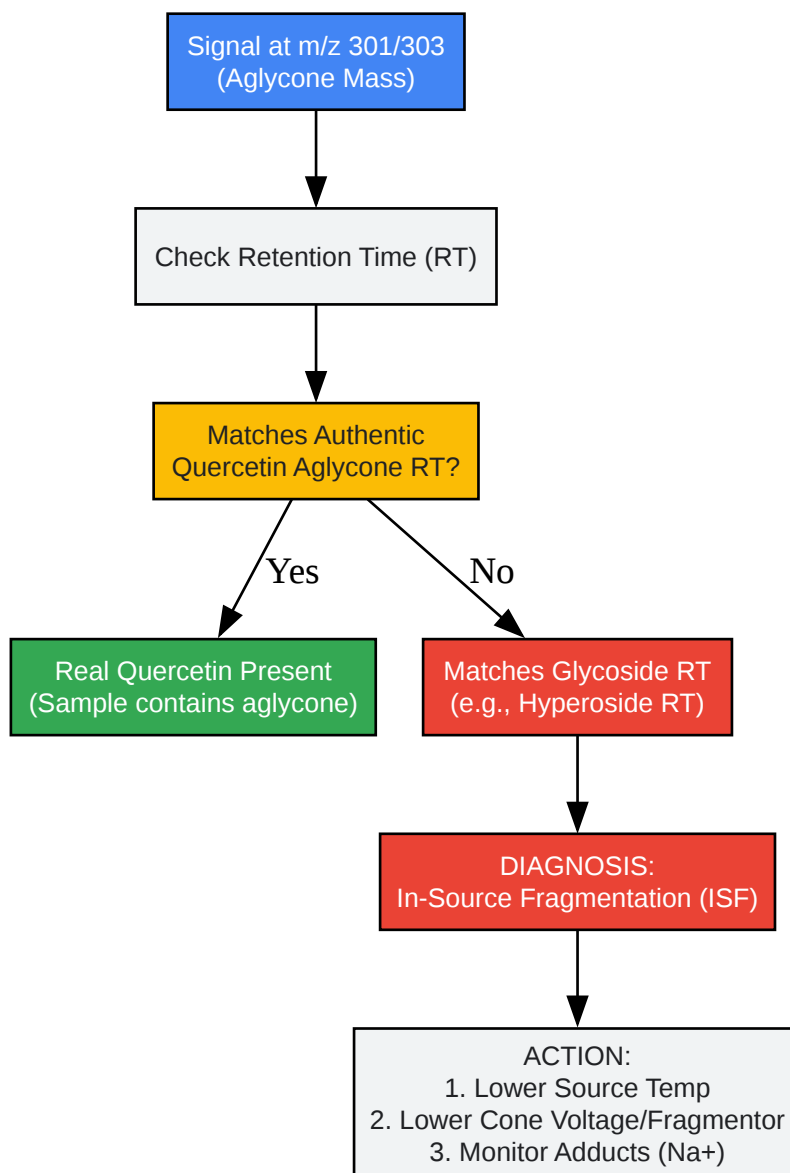 Signal at m/z 301/303
(Aglycone Mass)
Check Retention Time (RT)
Matches Authentic
Quercetin Aglycone RT?
Yes
No
Real Quercetin Present
(Sample contains aglycone)
Matches Glycoside RT
(e.g., Hyperoside RT)
DIAGNOSIS:
In-Source Fragmentation (ISF)
ACTION:
1. Lower Source Temp
2. Lower Cone Voltage/Fragmentor
3. Monitor Adducts (Na+)